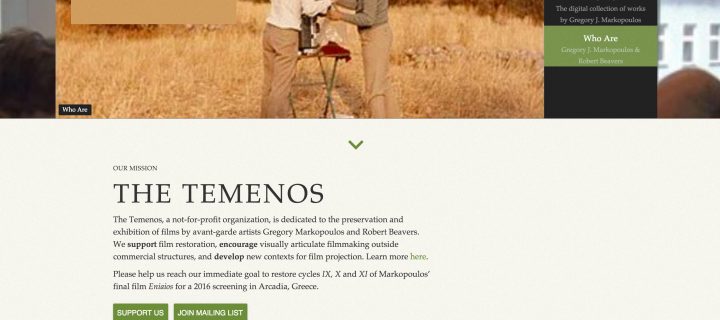 The digital collection of works
by Gregory J. Markopoulos
Who Are
Gregory J. Markopoulos &
Robert Beavers
Who Are
OUR MISSION
THE TEMENOS
The Temenos, a not-for-profit organization, is dedicated to the preservation and
exhibition of films by avant-garde artists Gregory Markopoulos and Robert Beavers.
We support film restoration, encourage visually articulate filmmaking outside
commercial structures, and develop new contexts for film projection. Learn more here.
Please help us reach our immediate goal to restore cycles IX, X and XI of Markopoulos'
final film Eniaios for a 2016 screening in Arcadia, Greece.
SUPPORT US
JOIN MAILING LIST